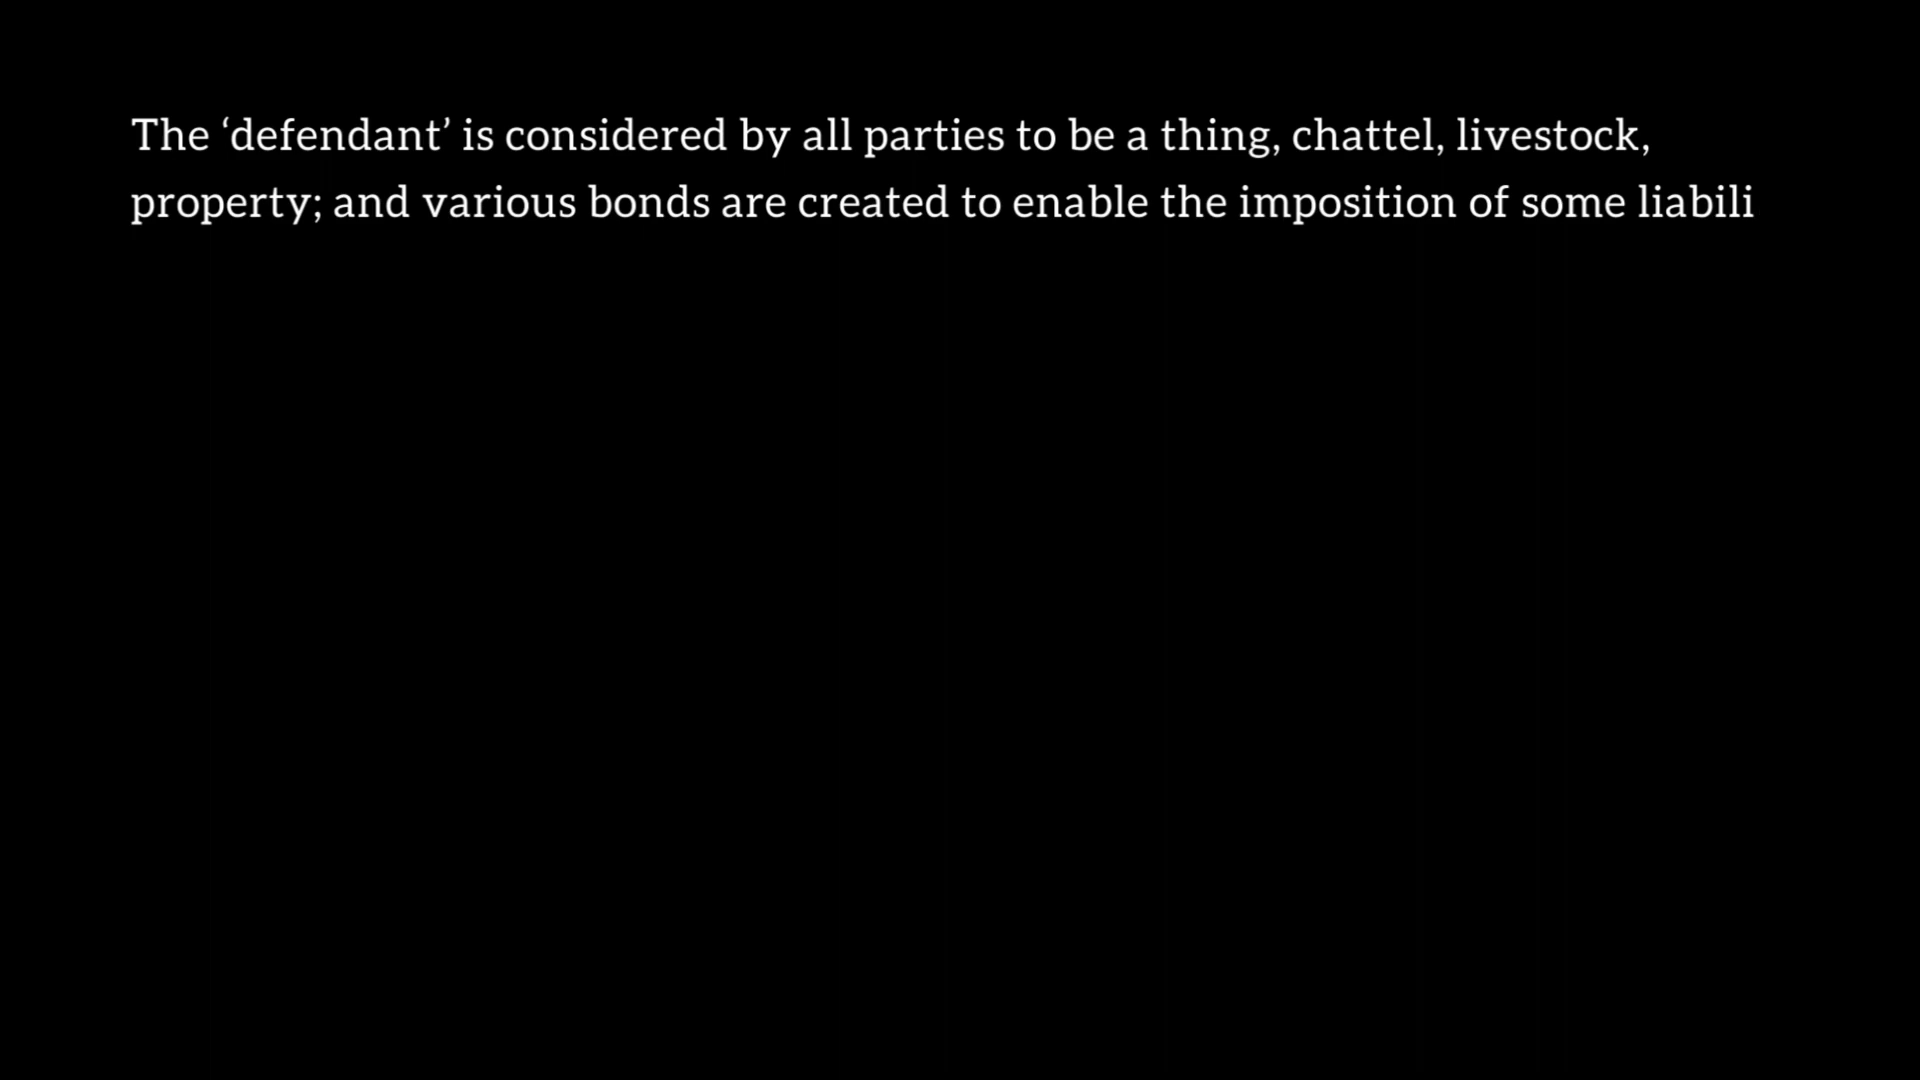 The ‘defendant’ is considered by all parties to be a thing, chattel, livestock,
property; and various bonds are created to enable the imposition of some liabili